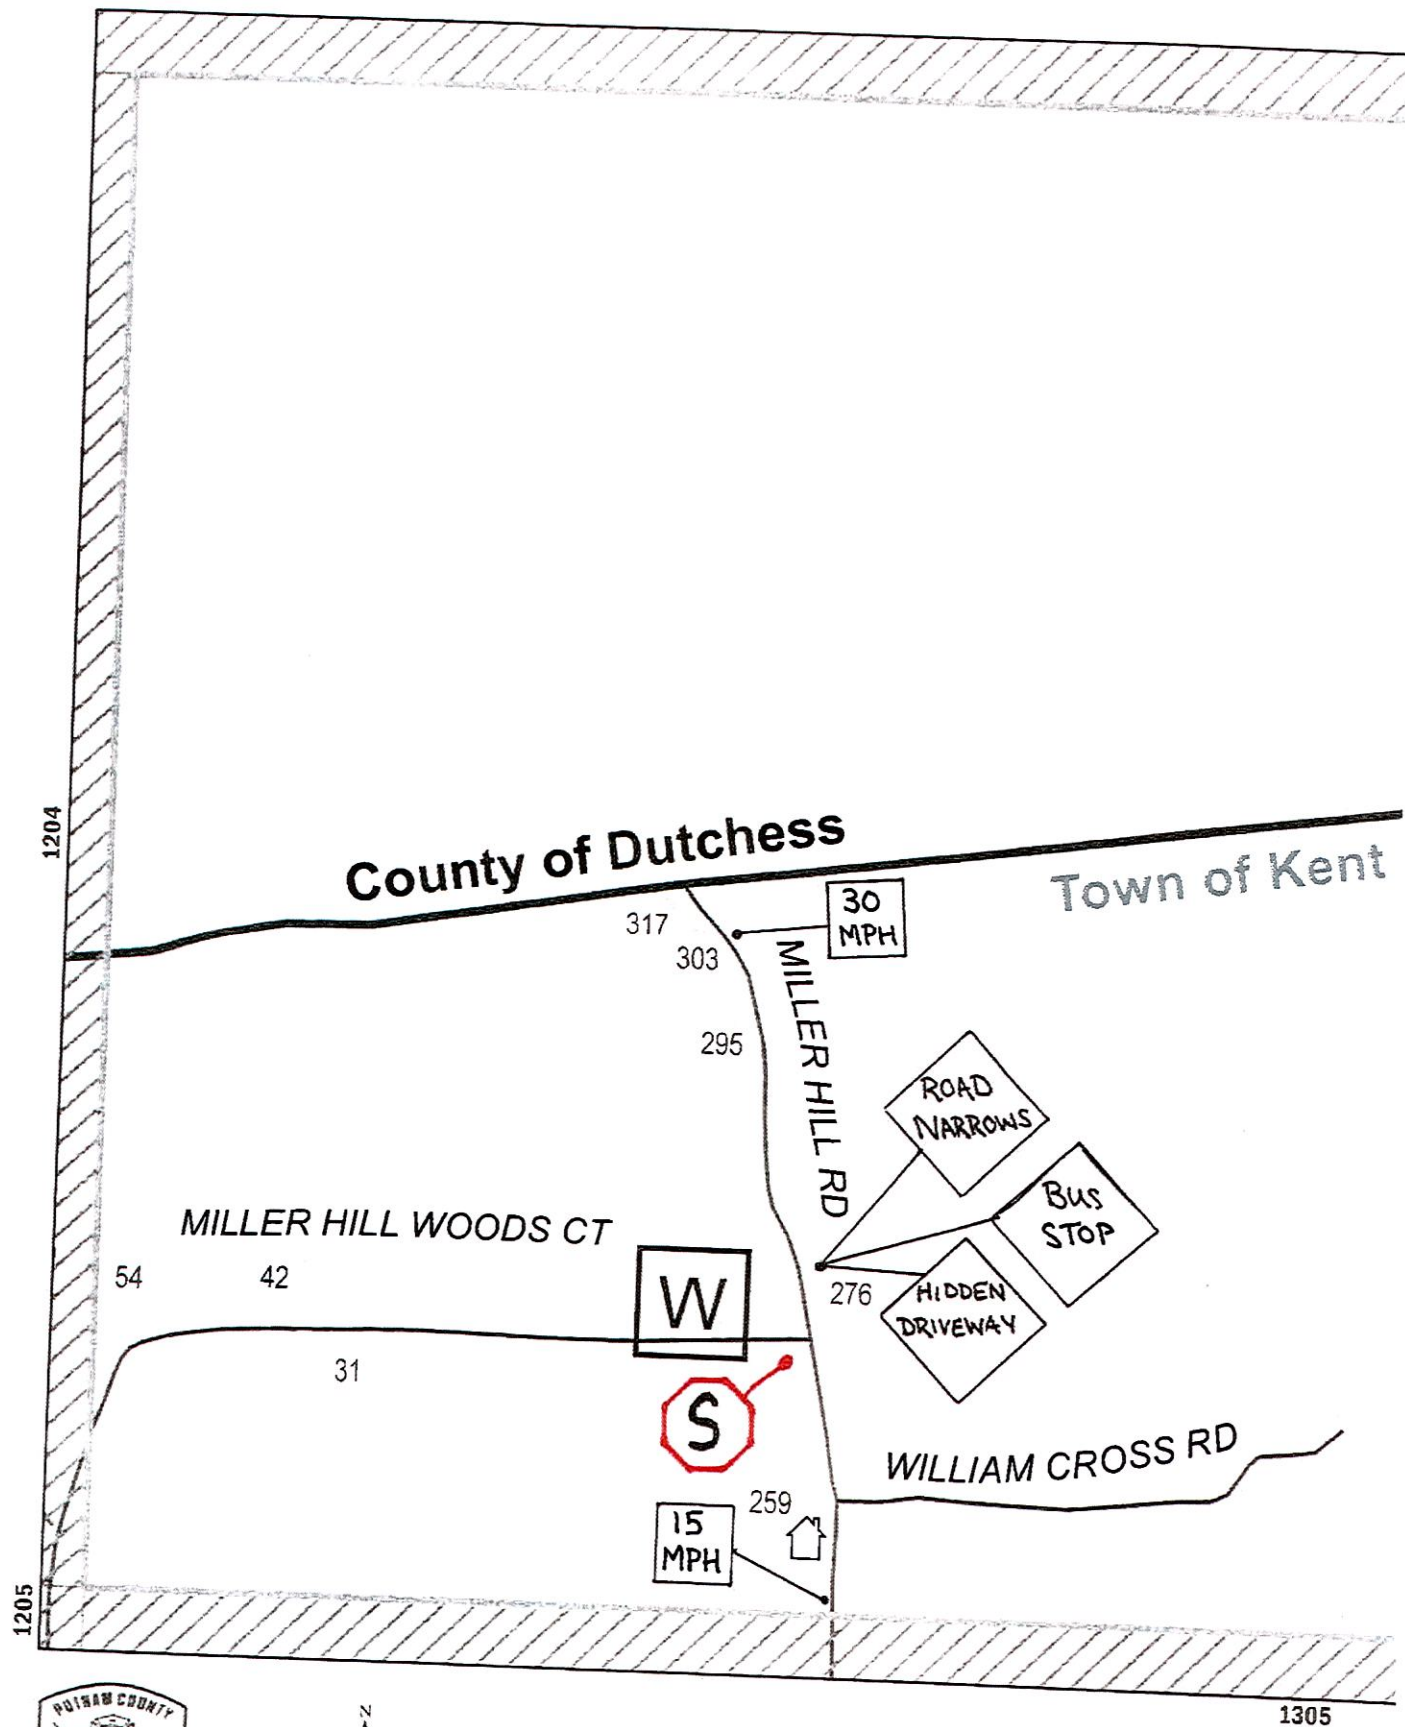 1204
County of Dutchess
Town of Kent
30
MPH
317
303
MILLER HILL RD
295
ROAD
NARROWS
BUS
STOP
MILLER HILL WOODS CT
54
42
W
276
HIDDEN
DRIVEWAY
31
S
WILLIAM CROSS RD
259
15
MPH
1205
PUTNAM COUNTY
N
1305